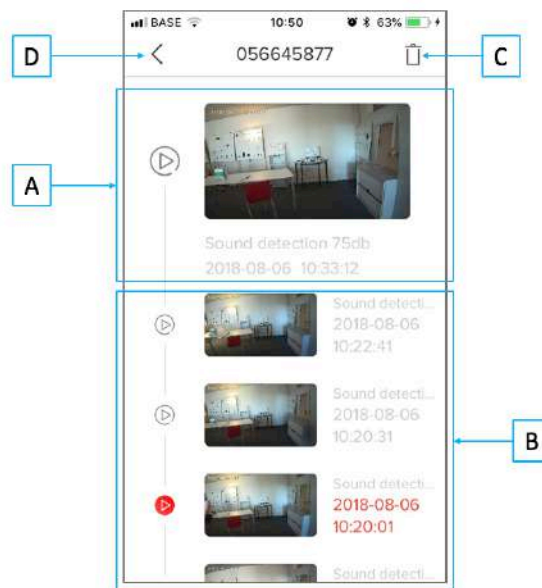 BASE 10:50 63%
D 056645877 C
A
Sound detection 75db
2018-08-06 10:33:12
Sound detecti...
2018-08-06
10:22:41
Sound detecti...
2018-08-06
10:20:31
B
Sound detecti...
2018-08-06
10:20:01
Sound detecti...